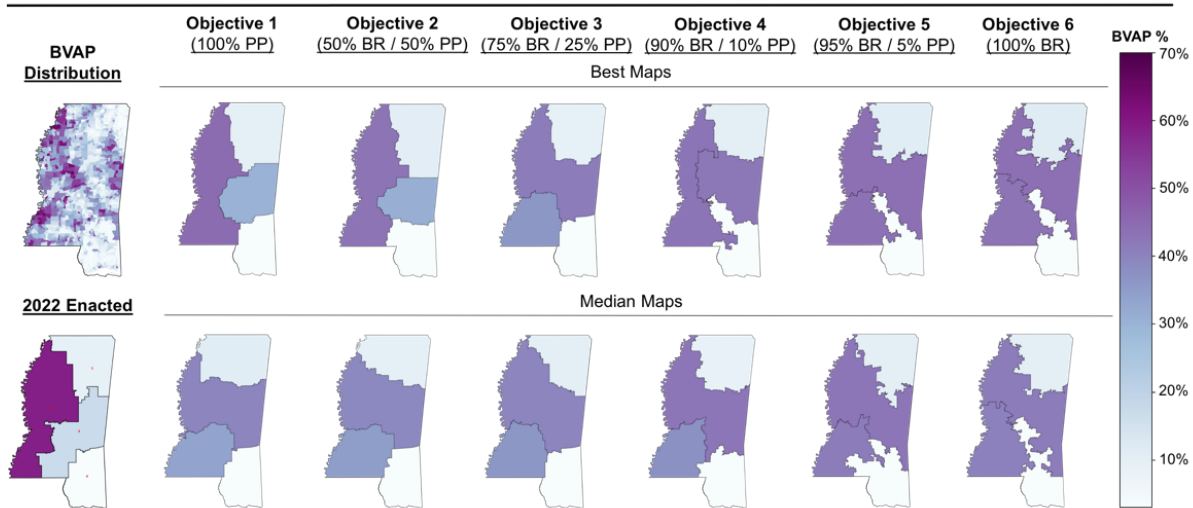 Objective 1
(100% PP)
Objective 2
(50% BR / 50% PP)
Objective 3
(75% BR / 25% PP)
Objective 4
(90% BR / 10% PP)
Objective 5
(95% BR / 5% PP)
Objective 6
(100% BR)
BVAP
Distribution
Best Maps
2022 Enacted
Median Maps
BVAP %
70%
60%
50%
40%
30%
20%
10%